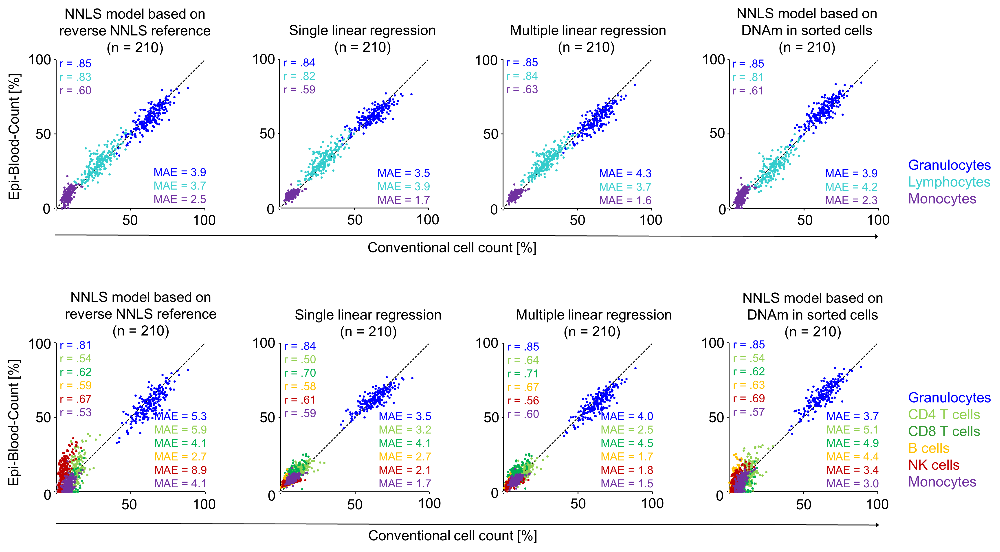 NNLS model based on
reverse NNLS reference
(n = 210)
Single linear regression
(n = 210)
Multiple linear regression
(n = 210)
NNLS model based on
DNAm in sorted cells
(n = 210)
Epi-Blood-Count [%]
100
50
0
50
100
r = .85
r = .83
r = .60
MAE = 3.9
MAE = 3.7
MAE = 2.5
100
50
0
50
100
r = .84
r = .82
r = .59
MAE = 3.5
MAE = 3.9
MAE = 1.7
100
50
0
50
100
r = .85
r = .84
r = .63
MAE = 4.3
MAE = 3.7
MAE = 1.6
100
50
0
50
100
r = .85
r = .81
r = .61
MAE = 3.9
MAE = 4.2
MAE = 2.3
Granulocytes
Lymphocytes
Monocytes
Conventional cell count [%]
NNLS model based on
reverse NNLS reference
(n = 210)
Single linear regression
(n = 210)
Multiple linear regression
(n = 210)
NNLS model based on
DNAm in sorted cells
(n = 210)
Epi-Blood-Count [%]
100
50
0
50
100
r = .81
r = .54
r = .62
r = .59
r = .67
r = .53
MAE = 5.3
MAE = 5.9
MAE = 4.1
MAE = 2.7
MAE = 8.9
MAE = 4.1
100
50
0
50
100
r = .84
r = .50
r = .70
r = .58
r = .61
r = .59
MAE = 3.5
MAE = 3.2
MAE = 4.1
MAE = 2.7
MAE = 2.1
MAE = 1.7
100
50
0
50
100
r = .85
r = .64
r = .71
r = .67
r = .56
r = .60
MAE = 4.0
MAE = 2.5
MAE = 4.5
MAE = 1.7
MAE = 1.8
MAE = 1.5
100
50
0
50
100
r = .85
r = .54
r = .62
r = .63
r = .69
r = .57
MAE = 3.7
MAE = 5.1
MAE = 4.9
MAE = 4.4
MAE = 3.4
MAE = 3.0
Granulocytes
CD4 T cells
CD8 T cells
B cells
NK cells
Monocytes
Conventional cell count [%]